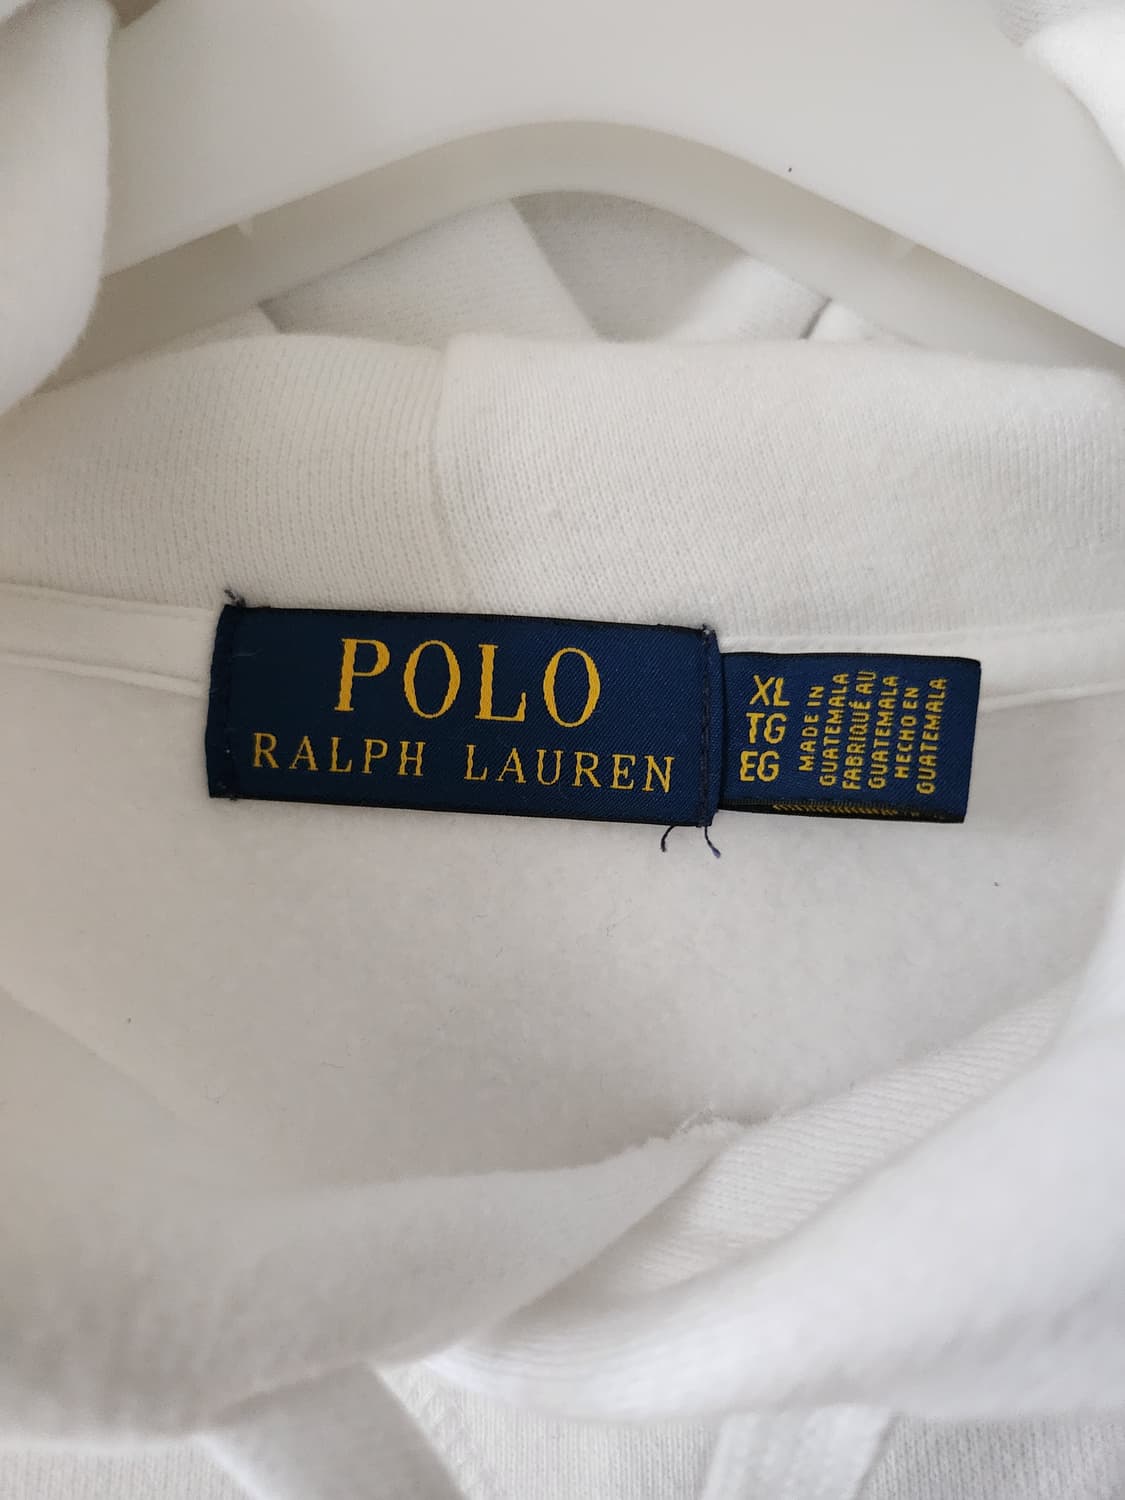 POLO
RALPH LAUREN
XL
TG
EG
MADE IN
GUATEMALA
FABRIQUÉ AU
GUATEMALA
HECHO EN
GUATEMALA